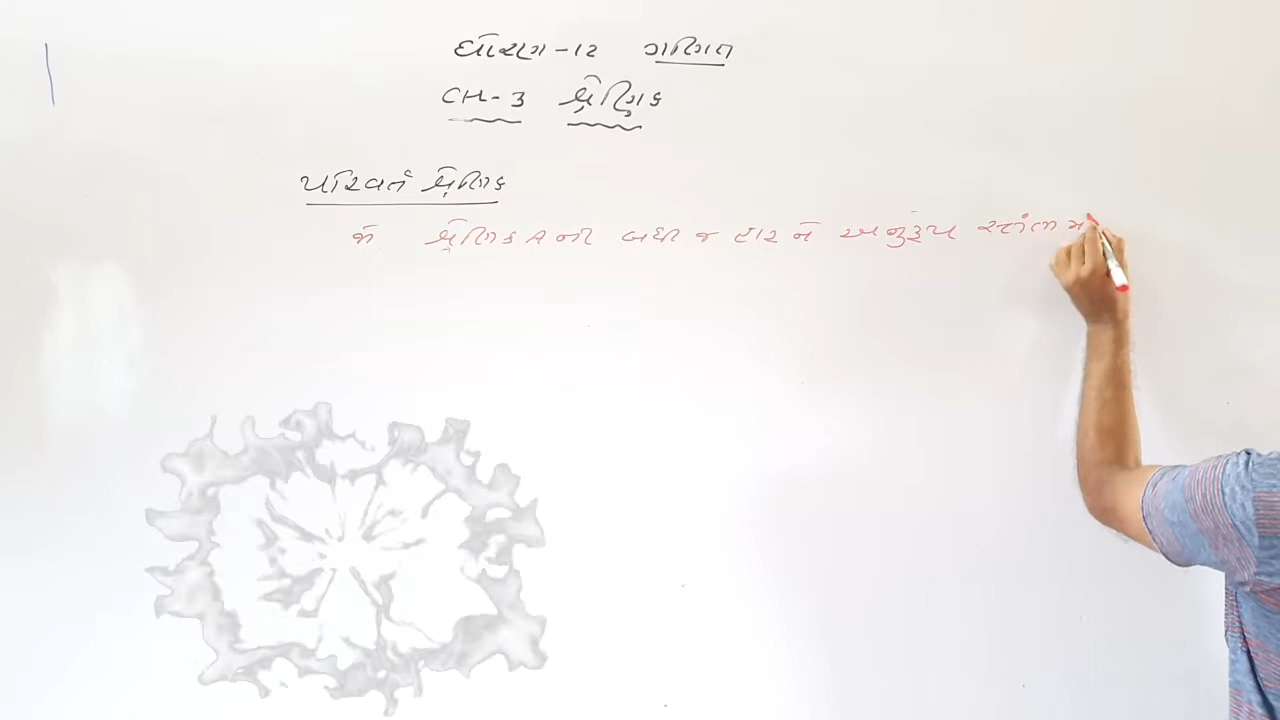 ધોરણ-12 ગણિત
CH-3 શ્રેણિક
પરિવર્ત શ્રેણિક
જો શ્રેણિક A ની બધી જ હાર ને અનુરૂપ સ્તંભ